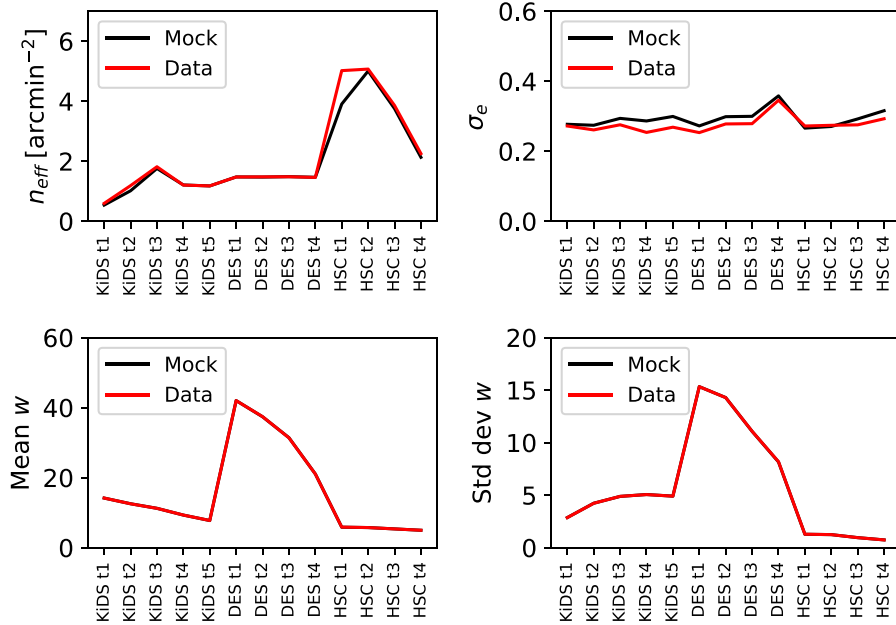 6
4
2
0
n_eff [arcmin⁻²]
Mock
Data
KiDS t1
KiDS t2
KiDS t3
KiDS t4
KiDS t5
DES t1
DES t2
DES t3
DES t4
HSC t1
HSC t2
HSC t3
HSC t4
0.6
0.4
0.2
0.0
σ_e
Mock
Data
KiDS t1
KiDS t2
KiDS t3
KiDS t4
KiDS t5
DES t1
DES t2
DES t3
DES t4
HSC t1
HSC t2
HSC t3
HSC t4
60
40
20
0
Mean w
Mock
Data
KiDS t1
KiDS t2
KiDS t3
KiDS t4
KiDS t5
DES t1
DES t2
DES t3
DES t4
HSC t1
HSC t2
HSC t3
HSC t4
20
15
10
5
0
Std dev w
Mock
Data
KiDS t1
KiDS t2
KiDS t3
KiDS t4
KiDS t5
DES t1
DES t2
DES t3
DES t4
HSC t1
HSC t2
HSC t3
HSC t4